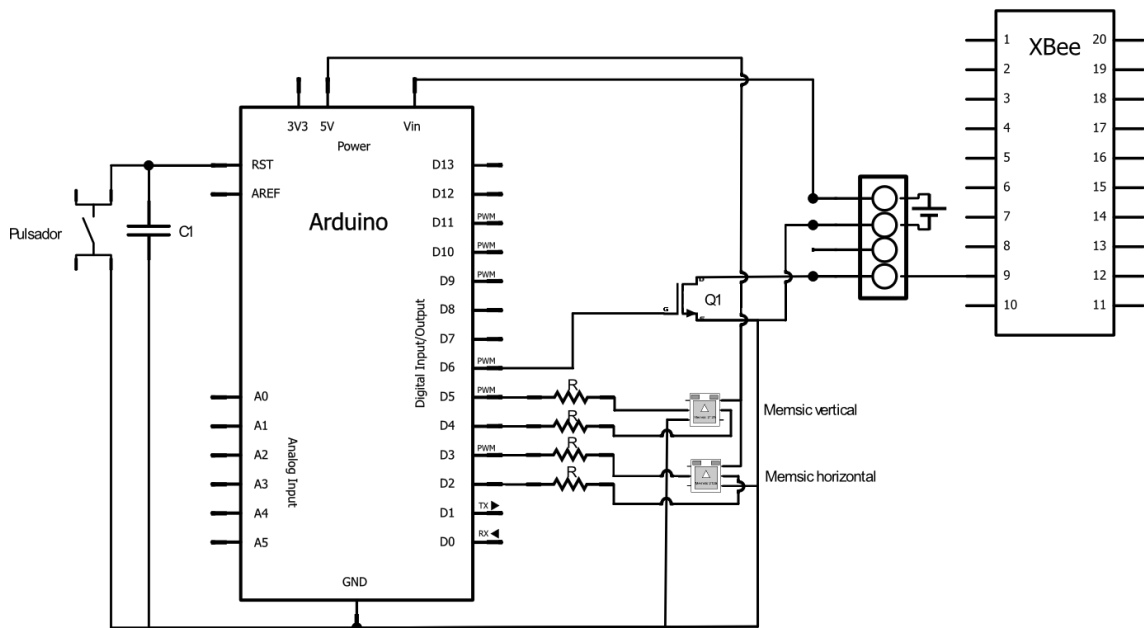 XBee
1
2
3
4
5
6
7
8
9
10
20
19
18
17
16
15
14
13
12
11
3V3
5V
Vin
Power
RST
AREF
Arduino
D13
D12
D11
PWM
D10
PWM
D9
PWM
D8
D7
D6
PWM
D5
PWM
D4
D3
PWM
D2
D1
TX
D0
RX
Digital Input/Output
A0
A1
A2
A3
A4
A5
Analog Input
GND
Pulsador
C1
G
D
Q1
R
R
R
R
Memsic vertical
Memsic horizontal